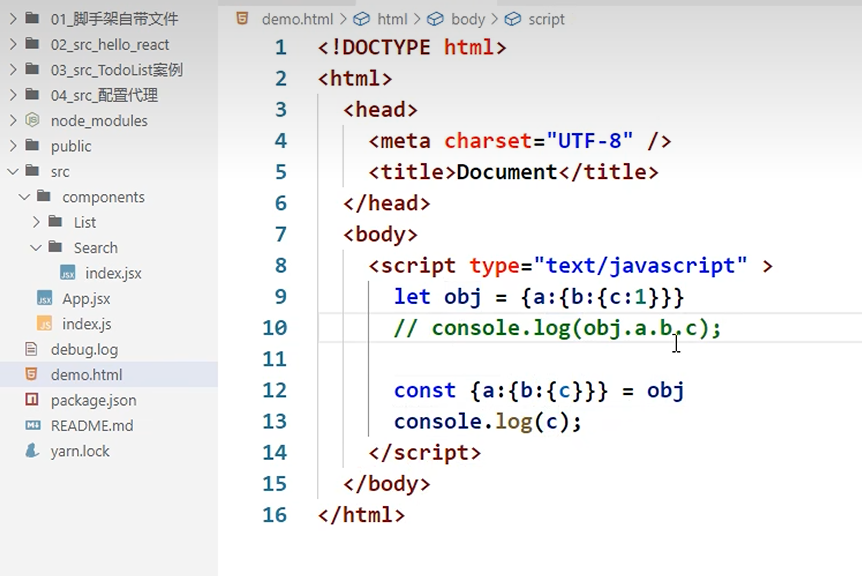 01_脚手架自带文件
02_src_hello_react
03_src_TodoList案例
04_src_配置代理
node_modules
public
src
components
List
Search
index.jsx
App.jsx
index.js
debug.log
demo.html
package.json
README.md
yarn.lock
demo.html > html > body > script
1 <!DOCTYPE html>
2 <html>
3 <head>
4 <meta charset="UTF-8" />
5 <title>Document</title>
6 </head>
7 <body>
8 <script type="text/javascript" >
9 let obj = {a:{b:{c:1}}}
10 // console.log(obj.a.b.c);
11
12 const {a:{b:{c}}} = obj
13 console.log(c);
14 </script>
15 </body>
16 </html>